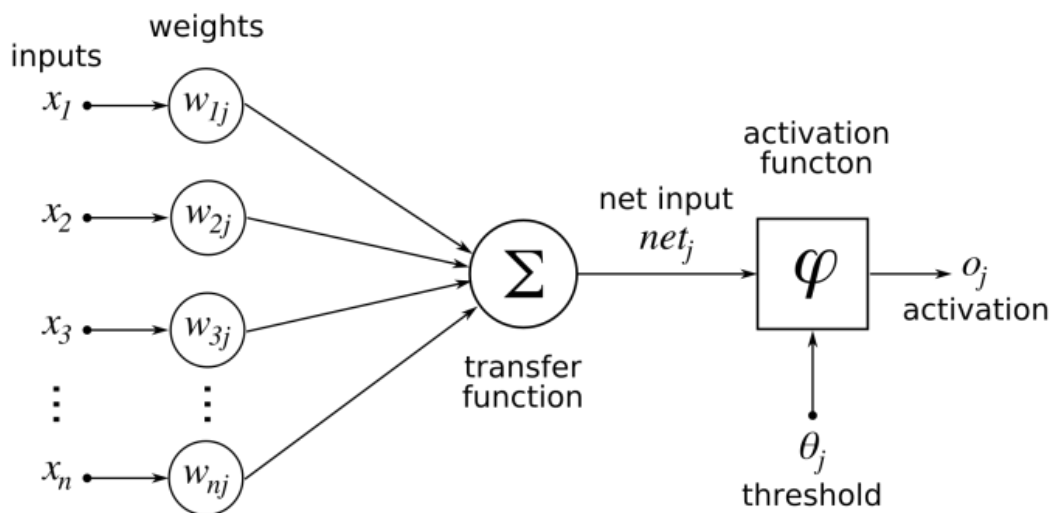 weights
inputs
x1
w1j
x2
w2j
x3
w3j
⋮ ⋮
xn
wnj
Σ
transfer
function
net input
netj
activation
functon
φ
oj
activation
θj
threshold